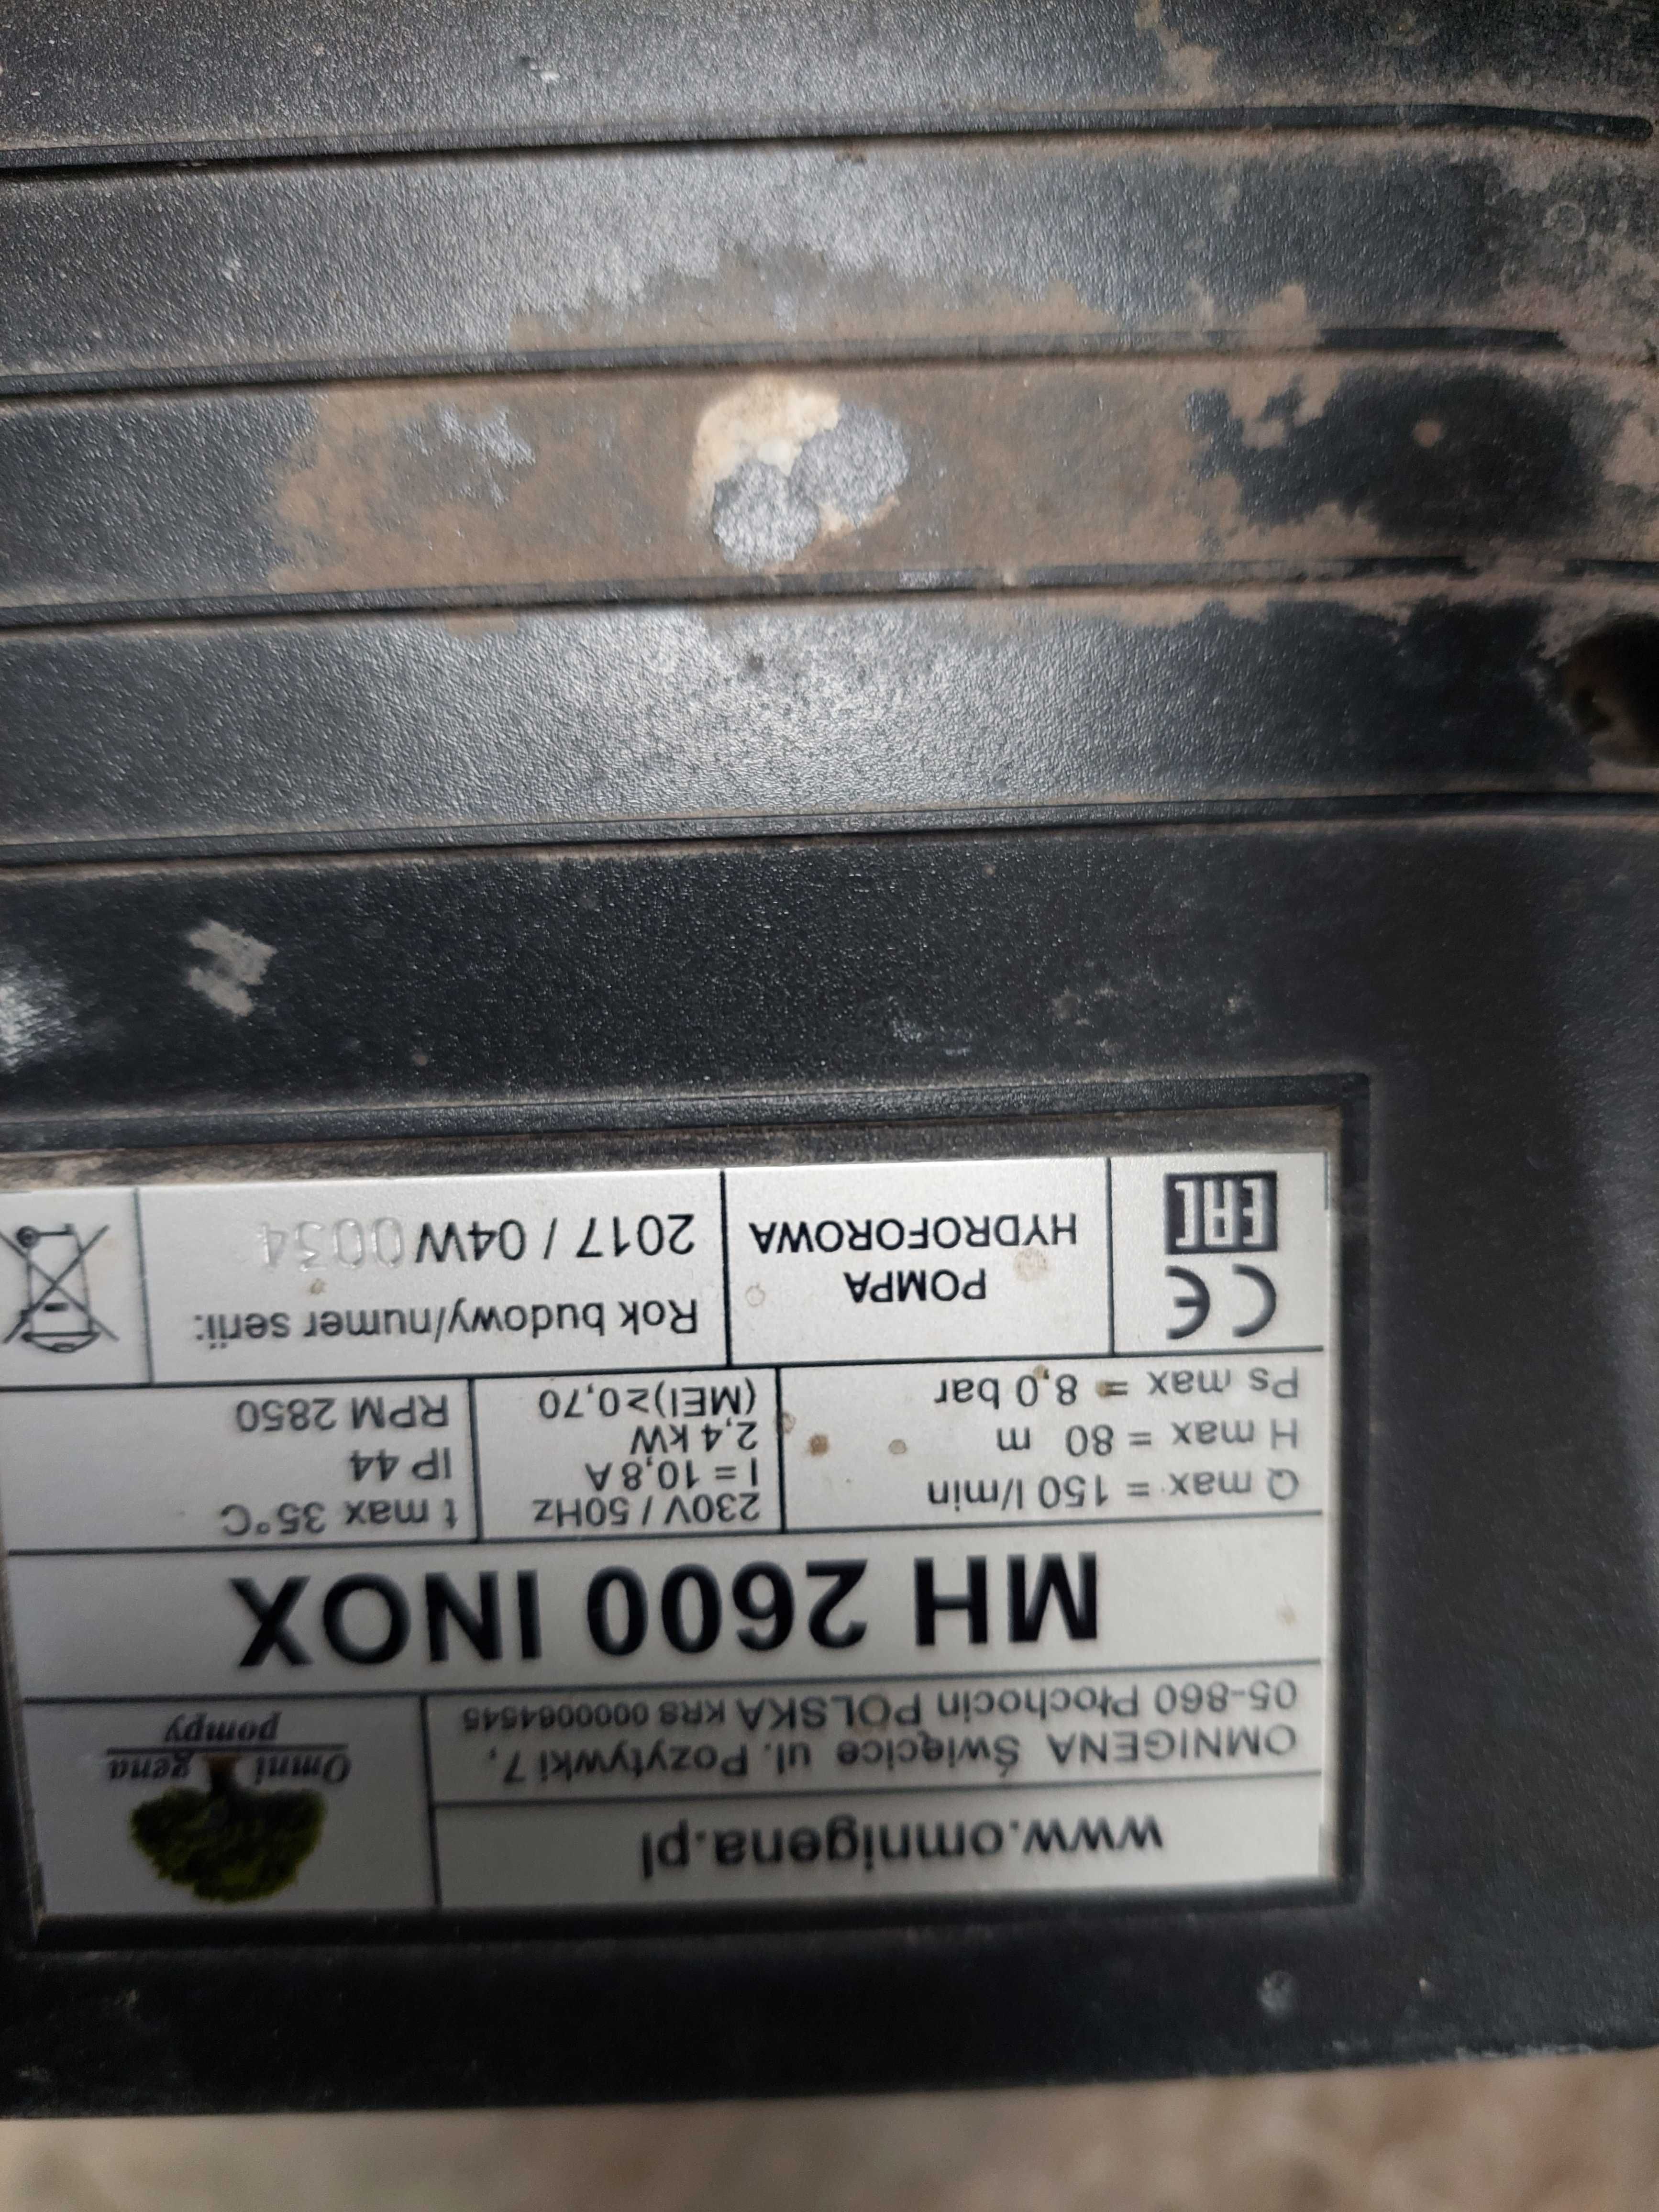 www.omnigena.pl
OMNIGENA Święcice ul. Pozytywki 7,
05-860 Płochocin POLSKA KRS 0000064545
Omni gena
pompy
MH 2600 INOX
Q max = 150 l/min
H max = 80 m
Ps max = 8,0 bar
230V / 50Hz
I = 10,8 A
2,4 kW
(MEI)≥0,70
t max 35°C
IP 44
RPM 2850
CE
EAC
POMPA
HYDROFOROWA
Rok budowy/numer serii:
2017 / 04W 0034